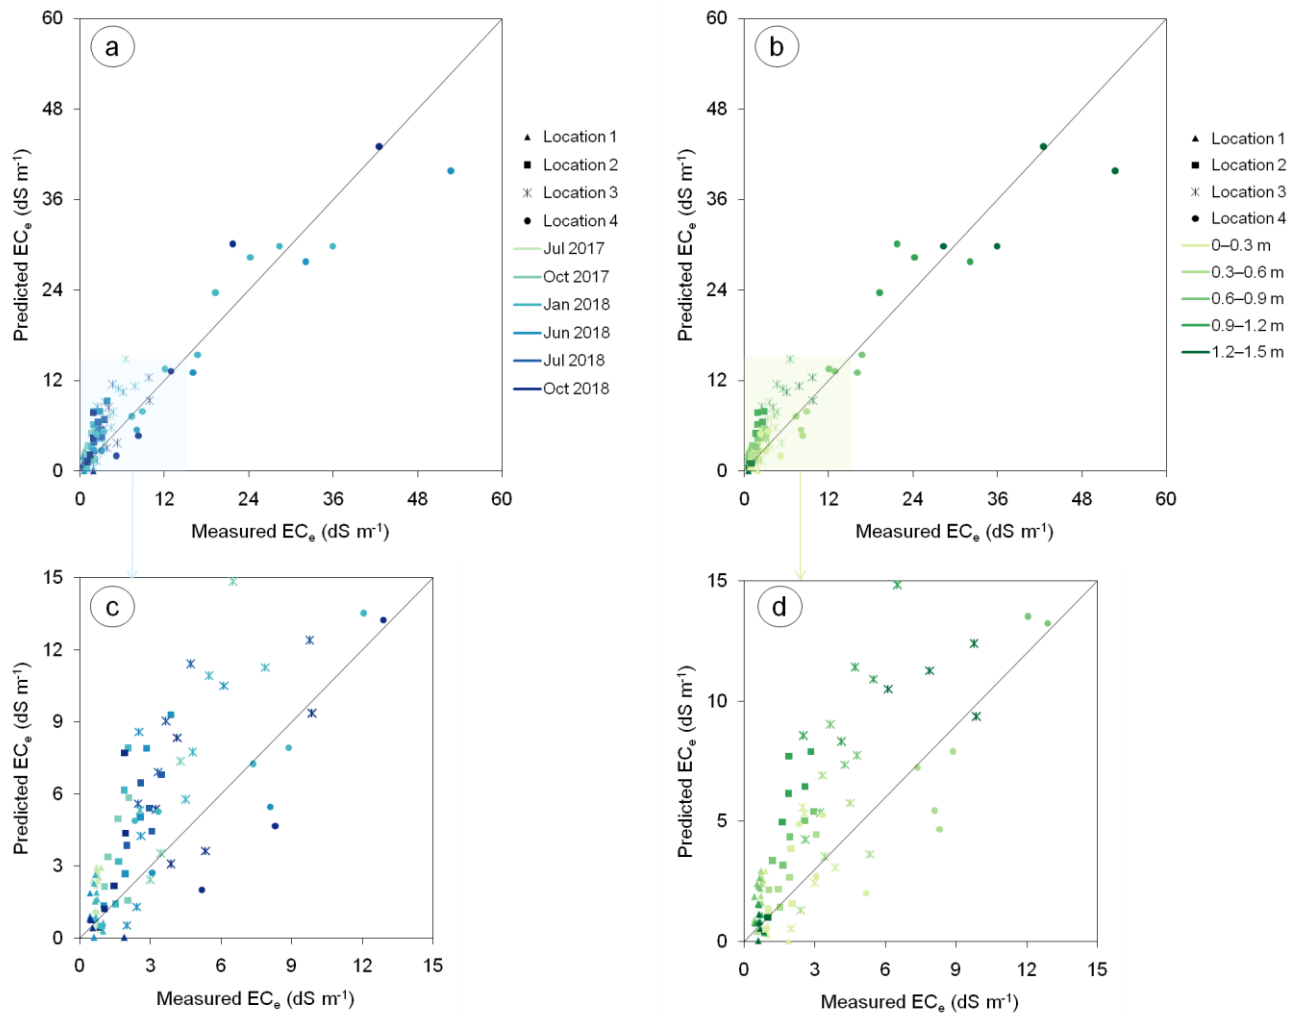 a
Predicted ECe (dS m-1)
60
48
36
24
12
0
0 12 24 36 48 60
Measured ECe (dS m-1)
Location 1
Location 2
Location 3
Location 4
Jul 2017
Oct 2017
Jan 2018
Jun 2018
Jul 2018
Oct 2018
b
Predicted ECe (dS m-1)
60
48
36
24
12
0
0 12 24 36 48 60
Measured ECe (dS m-1)
Location 1
Location 2
Location 3
Location 4
0–0.3 m
0.3–0.6 m
0.6–0.9 m
0.9–1.2 m
1.2–1.5 m
c
Predicted ECe (dS m-1)
15
12
9
6
3
0
0 3 6 9 12 15
Measured ECe (dS m-1)
d
Predicted ECe (dS m-1)
15
10
5
0
0 3 6 9 12 15
Measured ECe (dS m-1)